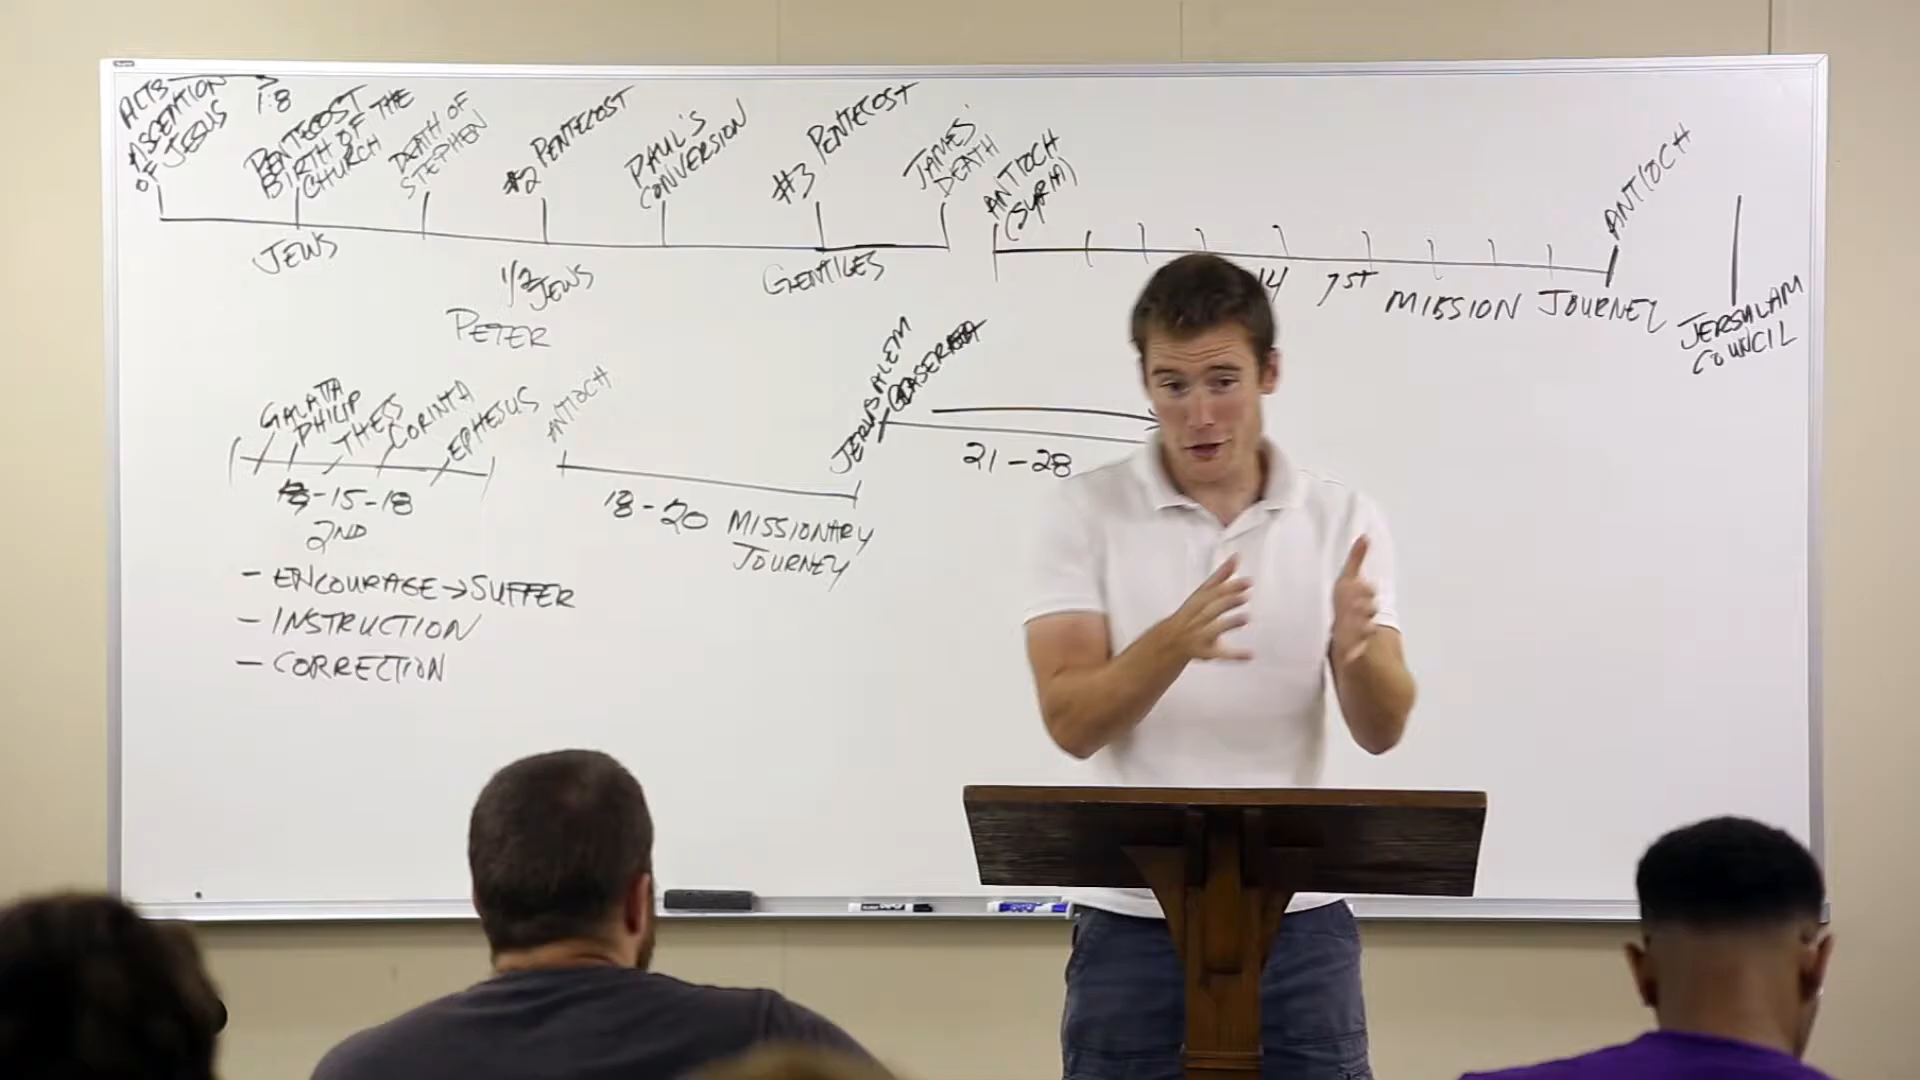 ACTS
1:8
ASCENTION
OF JESUS
PENTECOST
BIRTH OF THE
CHURCH
DEATH OF
STEPHEN
#2 PENTECOST
PAUL'S
CONVERSION
#3 PENTECOST
JAMES'
DEATH
ANTIOCH
(SYRIA)
ANTIOCH
JEWS
1/2 JEWS
GENTILES
14 1ST MISSION JOURNEY
JERSULAM
COUNCIL
PETER
GALATIA
PHILIP
THESS
CORINTH
EPHESUS
ANTIOCH
JERUSALEM
-15-18
2ND
18-20 MISSIONARY
JOURNEY
21-28
- ENCOURAGE → SUFFER
- INSTRUCTION
- CORRECTION